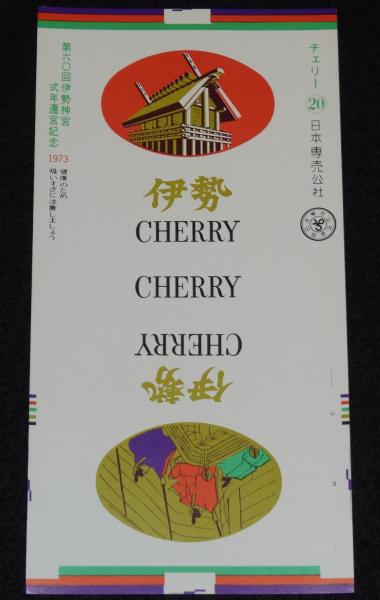 チェリー 20 日本専売公社
第六〇回伊勢神宮
式年遷宮記念 1973
健康のため
吸いすぎに注意しましょう
伊勢
CHERRY
CHERRY
CHERRY
伊勢
3